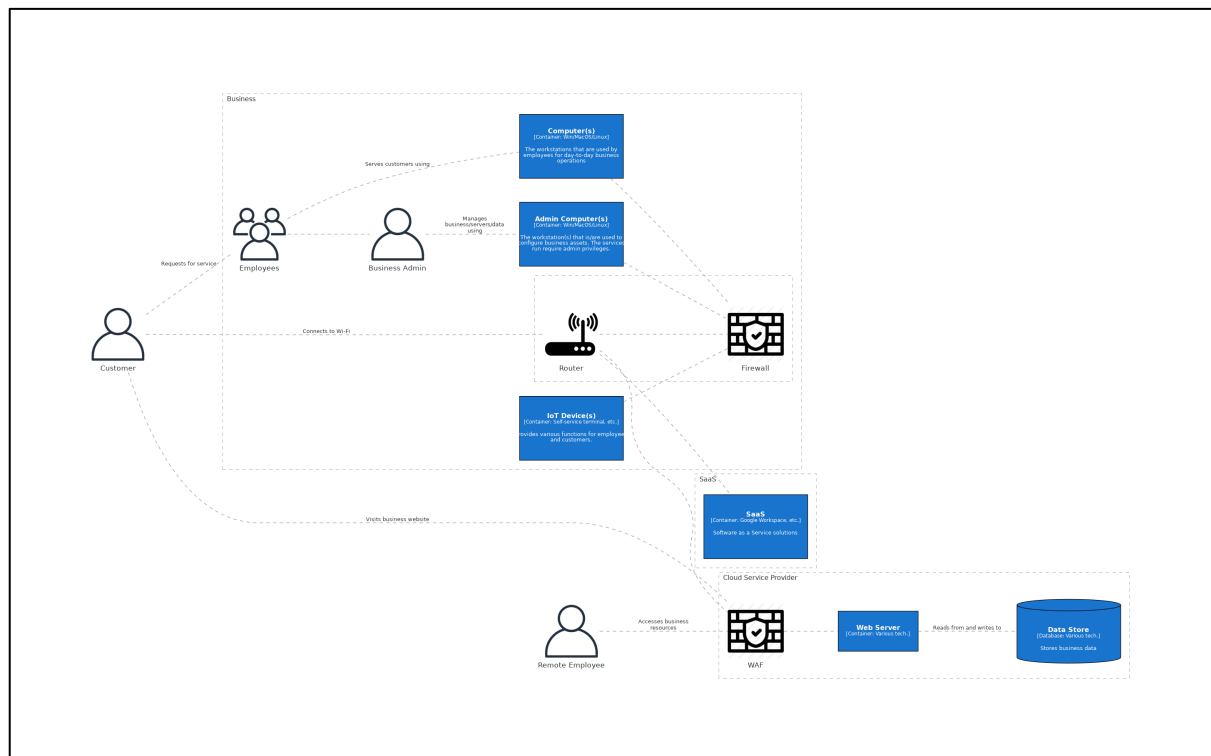 Business
Computer(s)
[Container: Win/MacOS/Linux]
The workstations that are used by
employees for day-to-day business
operations
Serves customers using
Manages
business/servers/data
using
Admin Computer(s)
[Container: Win/MacOS/Linux]
The workstation(s) that is/are used to
configure business assets. The services
run require admin privileges.
Requests for service
Employees
Business Admin
Connects to Wi-Fi
Customer
Router
Firewall
IoT Device(s)
[Container: Self-service terminal, etc.]
Provides various functions for employees
and customers.
SaaS
SaaS
[Container: Google Workspace, etc.]
Software as a Service solutions
Visits business website
Cloud Service Provider
Accesses business
resources
Remote Employee
WAF
Web Server
[Container: Various tech.]
Reads from and writes to
Data Store
[Database: Various tech.]
Stores business data